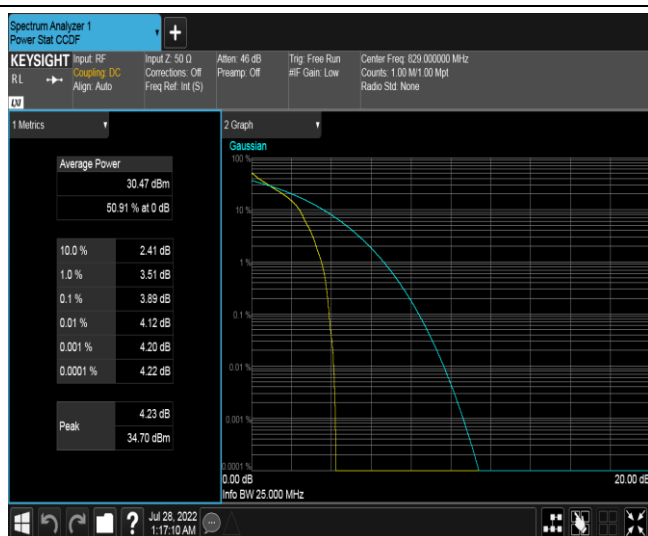 Spectrum Analyzer 1
Power Stat CCDF
+
KEYSIGHT
RL
LXI
Input: RF
Coupling: DC
Align: Auto
Input Z: 50 Ω
Corrections: Off
Freq Ref: Int (S)
Atten: 46 dB
Preamp: Off
Trig: Free Run
#IF Gain: Low
Center Freq: 829.000000 MHz
Counts: 1.00 M/1.00 Mpt
Radio Std: None
1 Metrics
Average Power
30.47 dBm
50.91 % at 0 dB
10.0 % 2.41 dB
1.0 % 3.51 dB
0.1 % 3.89 dB
0.01 % 4.12 dB
0.001 % 4.20 dB
0.0001 % 4.22 dB
Peak
4.23 dB
34.70 dBm
2 Graph
Gaussian
100 %
10 %
1 %
0.1 %
0.01 %
0.001 %
0.0001 %
0.00 dB
20.00 dB
Info BW 25.000 MHz
?
Jul 28, 2022
1:17:10 AM